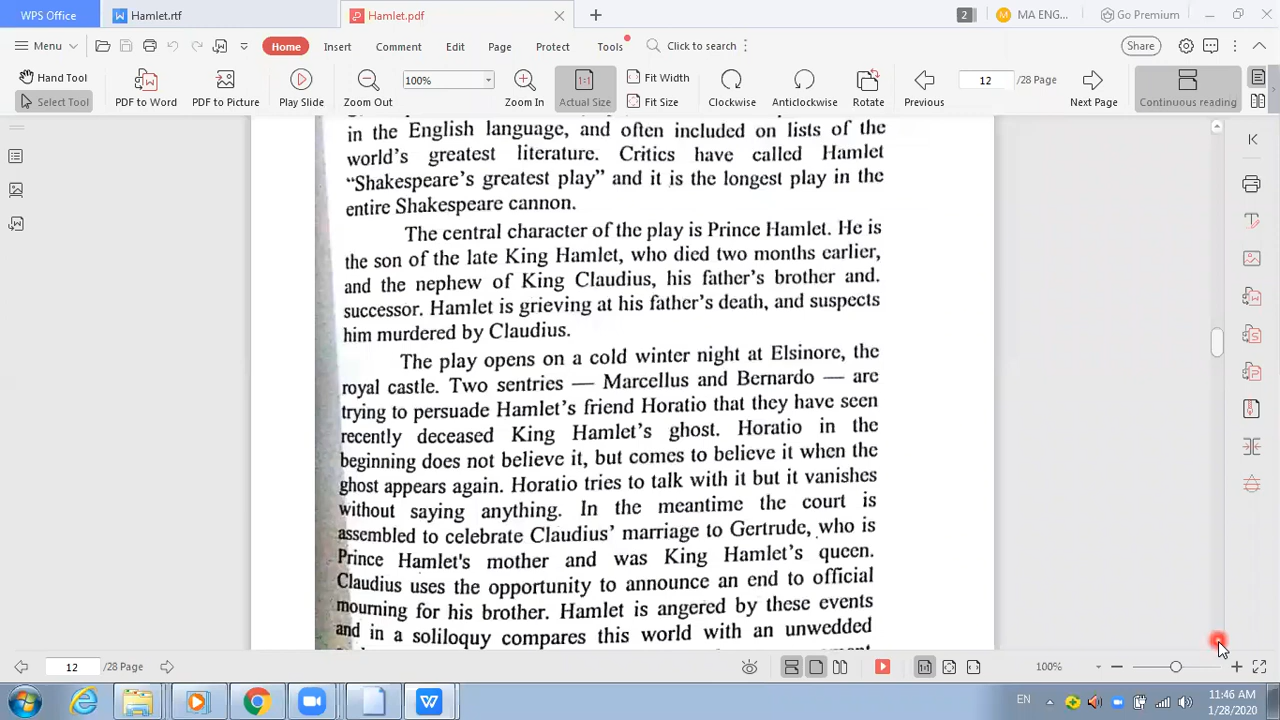 WPS Office
Hamlet.rtf
Hamlet.pdf
2
MA ENG...
Go Premium
Menu
Home
Insert
Comment
Edit
Page
Protect
Tools
Click to search
Share
Hand Tool
Select Tool
PDF to Word
PDF to Picture
Play Slide
Zoom Out
100%
Zoom In
1:1
Actual Size
Fit Width
Fit Size
Clockwise
Anticlockwise
Rotate
Previous
12
/28 Page
Next Page
Continuous reading
in the English language, and often included on lists of the
world's greatest literature. Critics have called Hamlet
“Shakespeare's greatest play” and it is the longest play in the
entire Shakespeare cannon.
The central character of the play is Prince Hamlet. He is
the son of the late King Hamlet, who died two months earlier,
and the nephew of King Claudius, his father's brother and.
successor. Hamlet is grieving at his father's death, and suspects
him murdered by Claudius.
The play opens on a cold winter night at Elsinore, the
royal castle. Two sentries — Marcellus and Bernardo — are
trying to persuade Hamlet's friend Horatio that they have seen
recently deceased King Hamlet's ghost. Horatio in the
beginning does not believe it, but comes to believe it when the
ghost appears again. Horatio tries to talk with it but it vanishes
without saying anything. In the meantime the court is
assembled to celebrate Claudius' marriage to Gertrude, who is
Prince Hamlet's mother and was King Hamlet's queen.
Claudius uses the opportunity to announce an end to official
mourning for his brother. Hamlet is angered by these events
and in a soliloquy compares this world with an unwedded
12
/28 Page
100%
EN
11:46 AM
1/28/2020